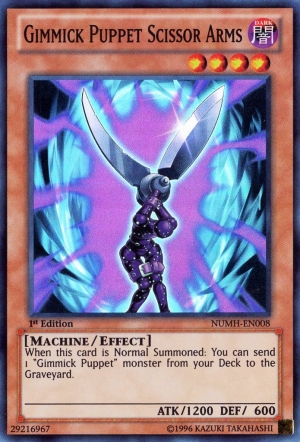 Gimmick Puppet Scissor Arms
DARK
闇
1st Edition
NUMH-EN008
[Machine/Effect]
When this card is Normal Summoned: You can send
1 "Gimmick Puppet" monster from your Deck to the
Graveyard.
ATK/1200 DEF/ 600
29216967
©1996 KAZUKI TAKAHASHI